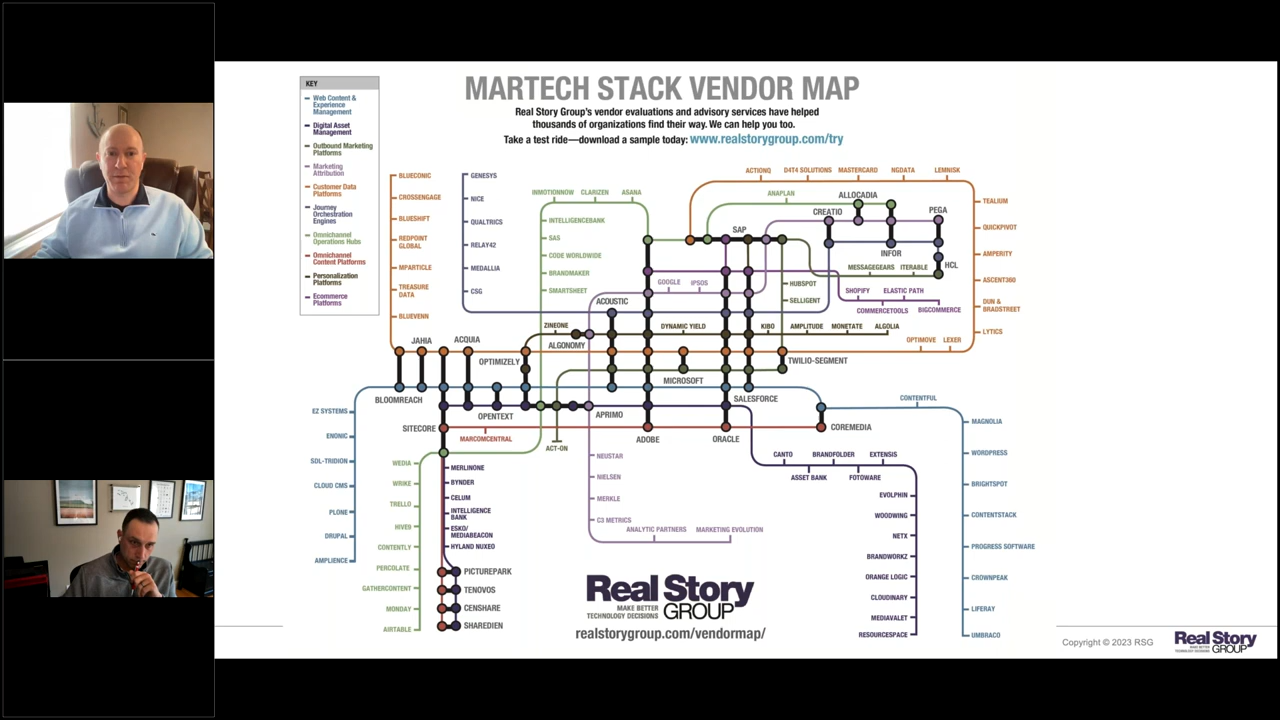 MARTECH STACK VENDOR MAP
Real Story Group's vendor evaluations and advisory services have helped
thousands of organizations find their way. We can help you too.
Take a test ride—download a sample today: www.realstorygroup.com/try
KEY
Web Content &
Experience
Management
Digital Asset
Management
Outbound Marketing
Platforms
Marketing
Attribution
Customer Data
Platforms
Journey
Orchestration
Engines
Omnichannel
Operations Hubs
Omnichannel
Content Platforms
Personalization
Platforms
Ecommerce
Platforms
BLUECONIC
CROSSENGAGE
BLUESHIFT
REDPOINT
GLOBAL
MPARTICLE
TREASURE
DATA
BLUEVENN
GENESYS
NICE
QUALTRICS
RELAY42
MEDALLIA
CSG
INMOTIONNOW
CLARIZEN
ASANA
INTELLIGENCEBANK
SAS
CODE WORLDWIDE
BRANDMAKER
SMARTSHEET
ACTIONQ
D4T4 SOLUTIONS
MASTERCARD
NGDATA
LEMNISK
ANAPLAN
ALLOCADIA
CREATIO
PEGA
SAP
INFOR
HCL
MESSAGEGEARS
ITERABLE
GOOGLE
IPSOS
HUBSPOT
SELLIGENT
SHOPIFY
ELASTIC PATH
COMMERCETOOLS
BIGCOMMERCE
TEALIUM
QUICKPIVOT
AMPERITY
ASCENT360
DUN &
BRADSTREET
LYTICS
OPTIMOVE
LEXER
ACOUSTIC
ZINEONE
ALGONOMY
DYNAMIC YIELD
KIBO
AMPLITUDE
MONETATE
ALGOLIA
JAHIA
ACQUIA
OPTIMIZELY
MICROSOFT
TWILIO-SEGMENT
BLOOMREACH
OPENTEXT
APRIMO
SALESFORCE
CONTENTFUL
SITECORE
MARCOMCENTRAL
ACT-ON
ADOBE
ORACLE
COREMEDIA
EZ SYSTEMS
ENONIC
SDL-TRIDION
CLOUD CMS
PLONE
DRUPAL
AMPLIENCE
WEDIA
WRIKE
TRELLO
HIVE9
CONTENTLY
PERCOLATE
GATHERCONTENT
MONDAY
AIRTABLE
MERLINONE
BYNDER
CELUM
INTELLIGENCE
BANK
ESKO/
MEDIABEACON
HYLAND NUXEO
PICTUREPARK
TENOVOS
CENSHARE
SHAREDIEN
NEUSTAR
NIELSEN
MERKLE
C3 METRICS
ANALYTIC PARTNERS
MARKETING EVOLUTION
CANTO
BRANDFOLDER
EXTENSIS
ASSET BANK
FOTOWARE
EVOLPHIN
WOODWING
NETX
BRANDWORKZ
ORANGE LOGIC
CLOUDINARY
MEDIAVALET
RESOURCESPACE
MAGNOLIA
WORDPRESS
BRIGHTSPOT
CONTENTSTACK
PROGRESS SOFTWARE
CROWNPEAK
LIFERAY
UMBRACO
Real Story
MAKE BETTER
TECHNOLOGY DECISIONS
GROUP
realstorygroup.com/vendormap/
Copyright © 2023 RSG
Real Story
MAKE BETTER
TECHNOLOGY DECISIONS
GROUP